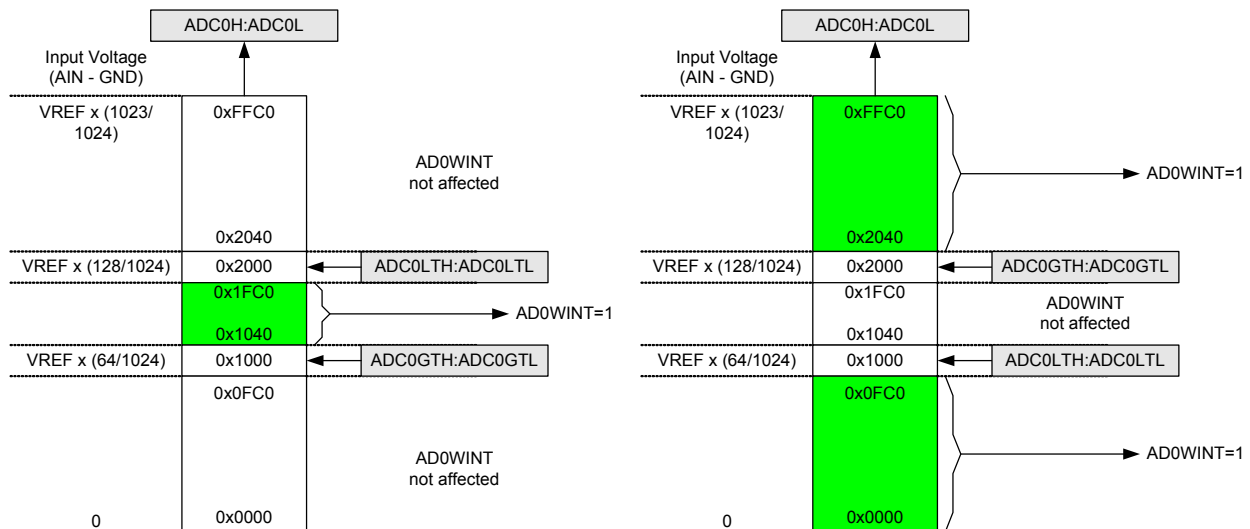 ADC0H:ADC0L
Input Voltage
(AIN - GND)
VREF x (1023/
1024)
0xFFC0
AD0WINT
not affected
0x2040
VREF x (128/1024)
0x2000
ADC0LTH:ADC0LTL
0x1FC0
AD0WINT=1
0x1040
VREF x (64/1024)
0x1000
ADC0GTH:ADC0GTL
0x0FC0
AD0WINT
not affected
0
0x0000
ADC0H:ADC0L
Input Voltage
(AIN - GND)
VREF x (1023/
1024)
0xFFC0
AD0WINT=1
0x2040
VREF x (128/1024)
0x2000
ADC0GTH:ADC0GTL
0x1FC0
AD0WINT
not affected
0x1040
VREF x (64/1024)
0x1000
ADC0LTH:ADC0LTL
0x0FC0
AD0WINT=1
0
0x0000